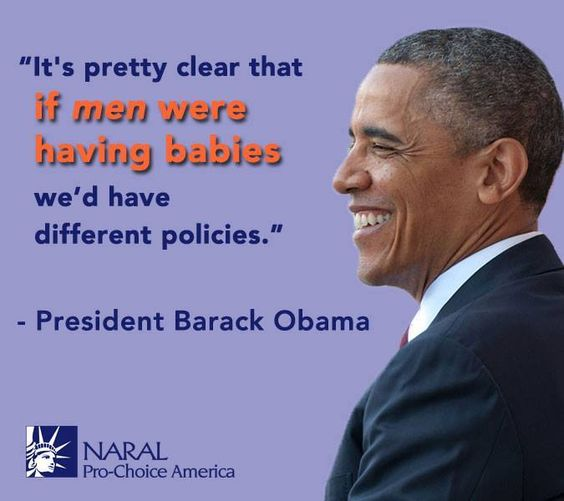 “It's pretty clear that
if men were
having babies
we’d have
different policies.”
- President Barack Obama
NARAL
Pro-Choice America